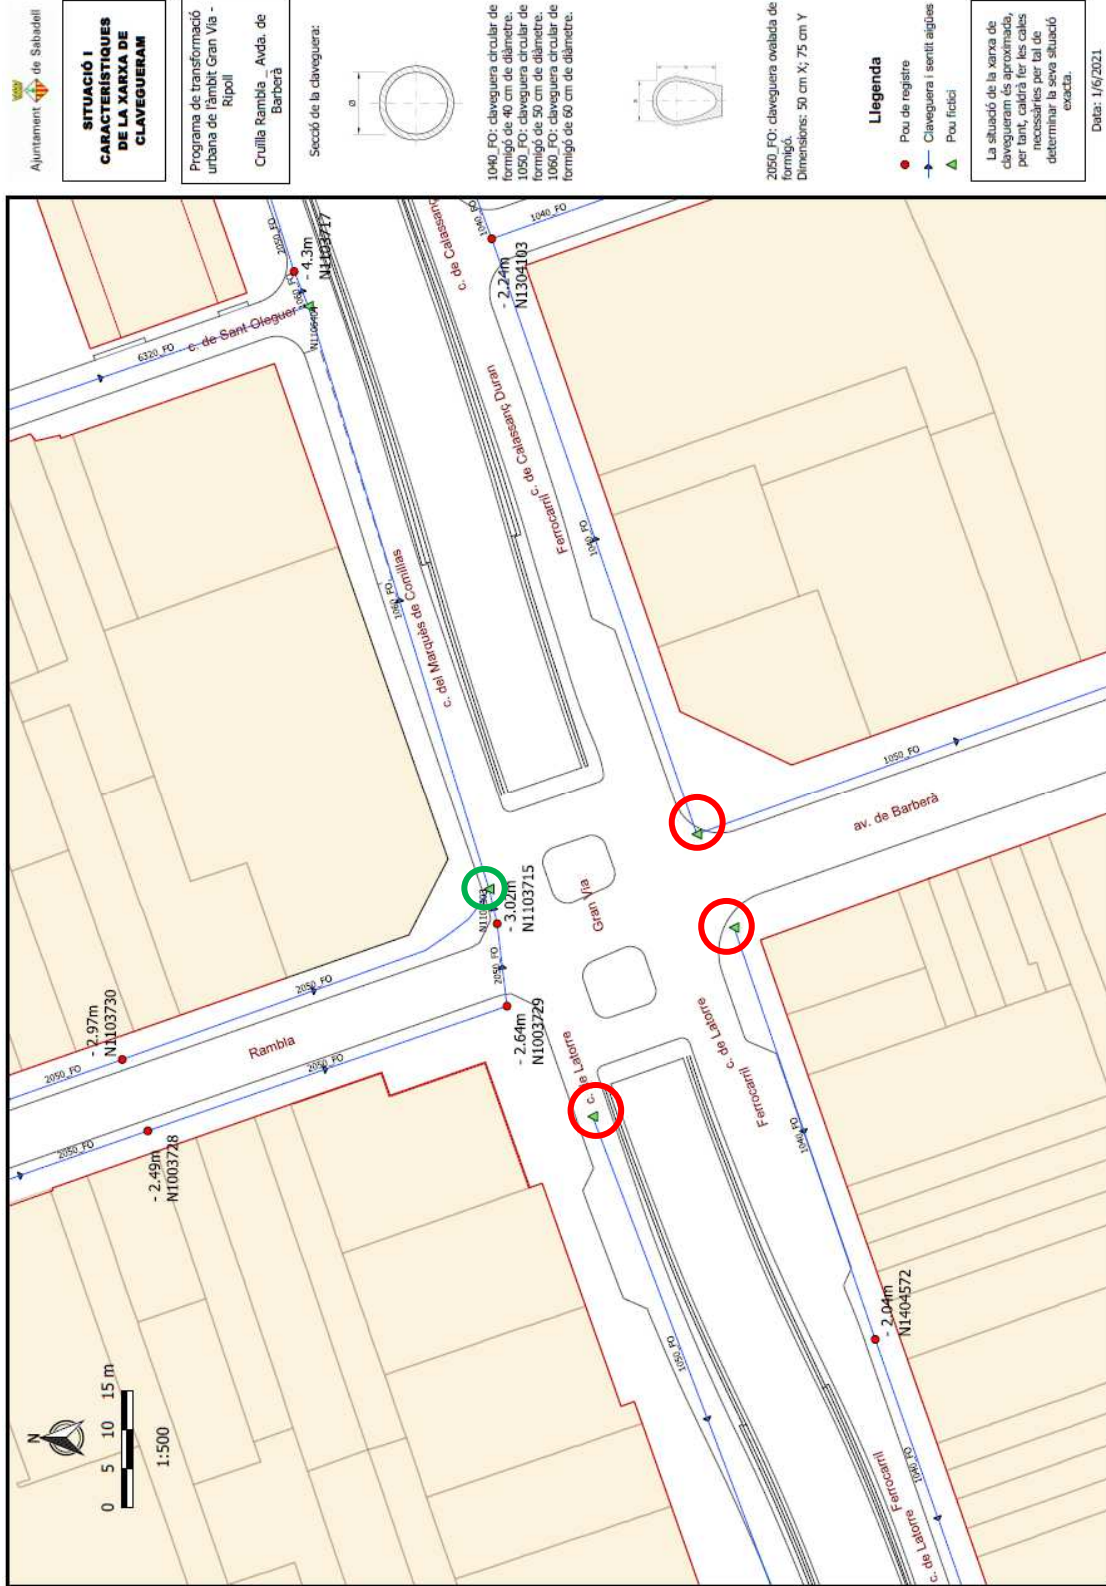 Ajuntament de Sabadell
SITUACIÓ I
CARACTERÍSTIQUES
DE LA XARXA DE
CLAVEGUERAM
Programa de transformació
urbana de l'àmbit Gran Via -
Ripoll
Cruïlla Rambla_ Avda. de
Barberà
Secció de la claveguera:
1040_FO: claveguera circular de
formigó de 40 cm de diàmetre.
1050_FO: claveguera circular de
formigó de 50 cm de diàmetre.
1060_FO: claveguera circular de
formigó de 60 cm de diàmetre.
2050_FO: claveguera ovalada de
formigó.
Dimensions: 50 cm X; 75 cm Y
Llegenda
Pou de registre
Claveguera i sentit aigües
Pou fictici
La situació de la xarxa de
clavegueram és aproximada,
per tant, caldrà fer les cales
necessàries per tal de
determinar la seva situació
exacta.
Data: 1/6/2021
N
0 5 10 15 m
1:500
2050_FO
- 2.49m
N1003728
2050_FO
- 2.97m
N1103730
2050_FO
Rambla
2050_FO
- 2.64m
N1003729
2050_FO
- 3.02m
N1103715
c. del Marquès de Comillas
1060_FO
6320_FO
c. de Sant Oleguer
1060_FO
2050_FO
- 4.3m
N1103717
c. de Calassanç
1040_FO
1040_FO
- 2.24m
N1304103
Ferrocarril
c. de Calassanç Duran
1040_FO
Gran Via
c. de Latorre
1050_FO
av. de Barberà
1050_FO
Ferrocarril
c. de Latorre
1040_FO
- 2.04m
N1404572
1040_FO
Ferrocarril
c. de Latorre